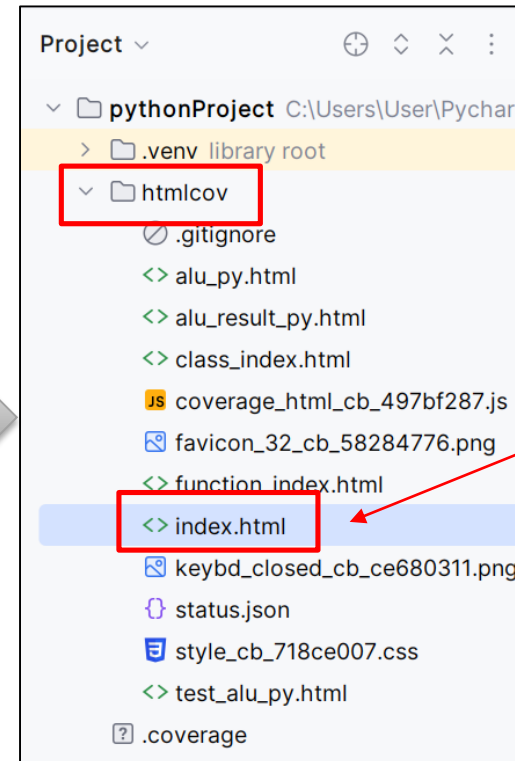 Project
pythonProject C:\Users\User\Pychar
.venv library root
htmlcov
.gitignore
alu_py.html
alu_result_py.html
class_index.html
JS coverage_html_cb_497bf287.js
favicon_32_cb_58284776.png
function_index.html
index.html
keybd_closed_cb_ce680311.png
status.json
style_cb_718ce007.css
test_alu_py.html
? .coverage